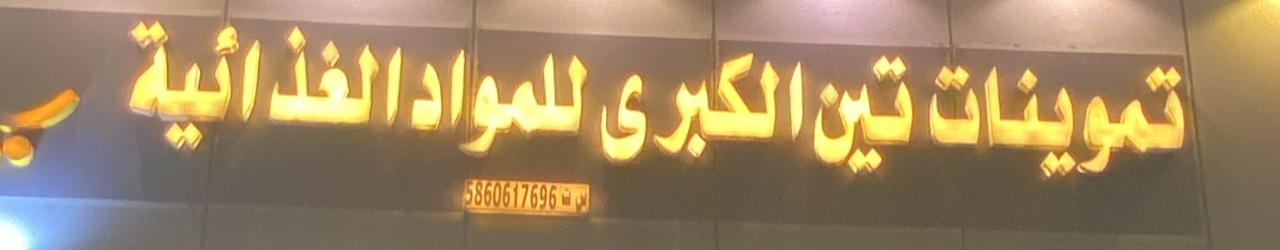 تموينات تين الكبرى للمواد الغذائية
س ت 5860617696